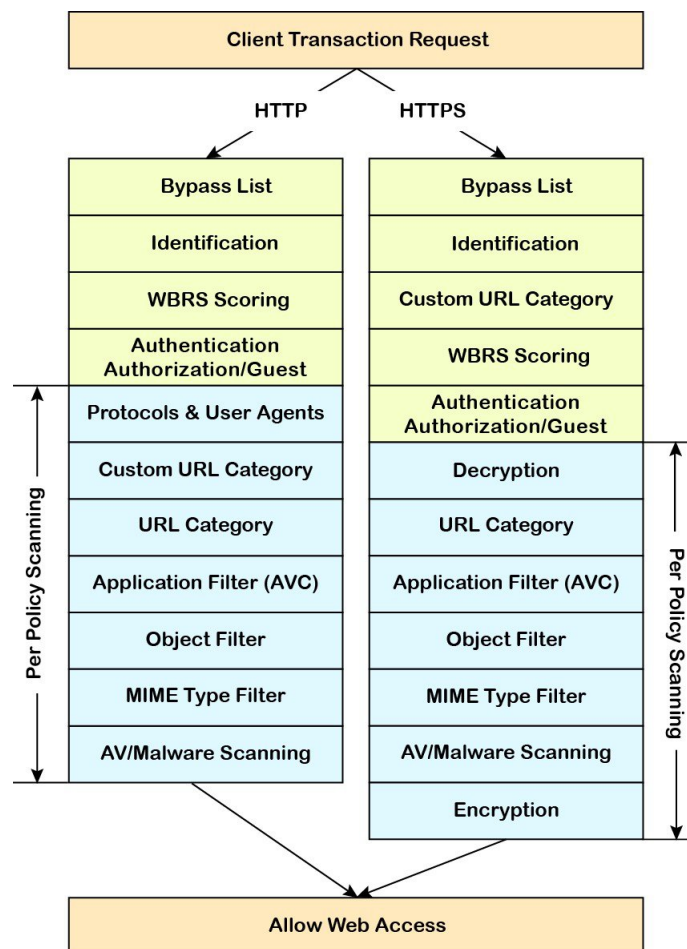 Client Transaction Request
HTTP
HTTPS
Bypass List
Identification
WBRS Scoring
Authentication
Authorization/Guest
Protocols & User Agents
Custom URL Category
URL Category
Application Filter (AVC)
Object Filter
MIME Type Filter
AV/Malware Scanning
Per Policy Scanning
Bypass List
Identification
Custom URL Category
WBRS Scoring
Authentication
Authorization/Guest
Decryption
URL Category
Application Filter (AVC)
Object Filter
MIME Type Filter
AV/Malware Scanning
Encryption
Per Policy Scanning
Allow Web Access